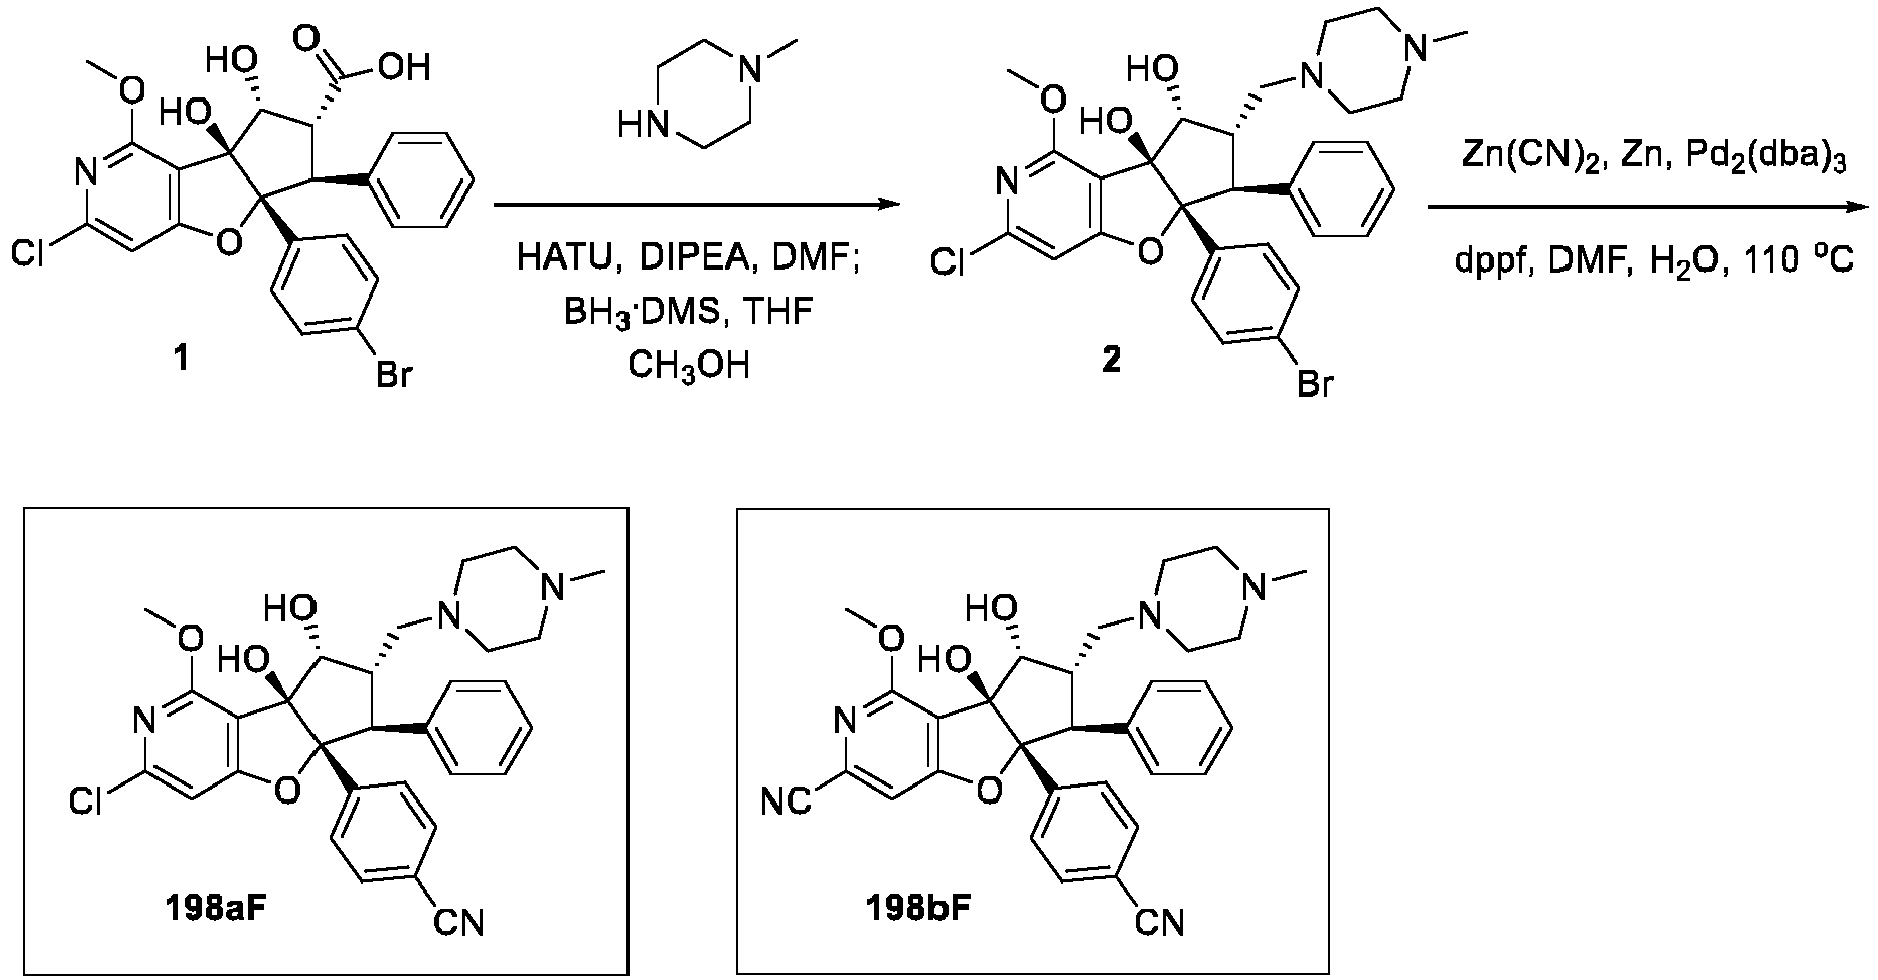 O
HO
OH
O
HO
N
O
Cl
Br
1
N
HN
HATU, DIPEA, DMF;
BH₃·DMS, THF
CH₃OH
N
N
HO
O
HO
N
O
Cl
Br
2
Zn(CN)₂, Zn, Pd₂(dba)₃
dppf, DMF, H₂O, 110 ºC
N
N
HO
O
HO
N
O
Cl
CN
198aF
N
N
HO
O
HO
N
O
NC
CN
198bF